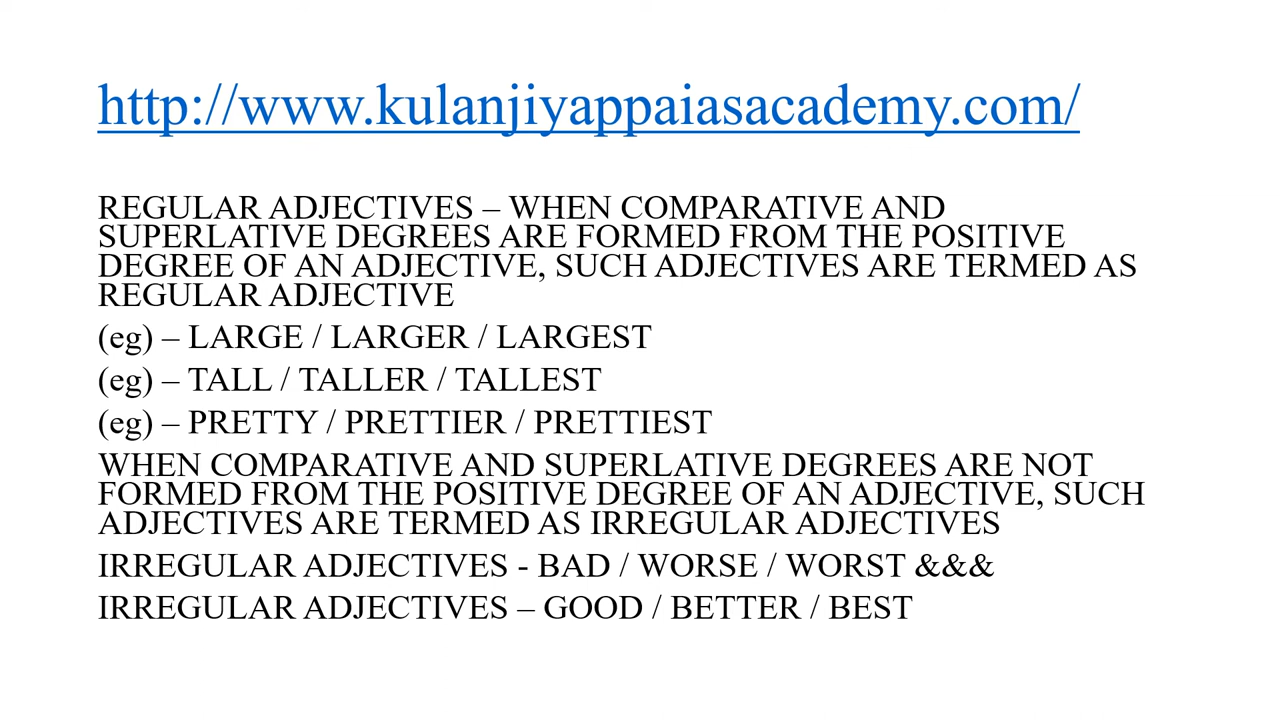 http://www.kulanjiyappaiasacademy.com/
REGULAR ADJECTIVES – WHEN COMPARATIVE AND
SUPERLATIVE DEGREES ARE FORMED FROM THE POSITIVE
DEGREE OF AN ADJECTIVE, SUCH ADJECTIVES ARE TERMED AS
REGULAR ADJECTIVE
(eg) – LARGE / LARGER / LARGEST
(eg) – TALL / TALLER / TALLEST
(eg) – PRETTY / PRETTIER / PRETTIEST
WHEN COMPARATIVE AND SUPERLATIVE DEGREES ARE NOT
FORMED FROM THE POSITIVE DEGREE OF AN ADJECTIVE, SUCH
ADJECTIVES ARE TERMED AS IRREGULAR ADJECTIVES
IRREGULAR ADJECTIVES - BAD / WORSE / WORST &&&
IRREGULAR ADJECTIVES – GOOD / BETTER / BEST